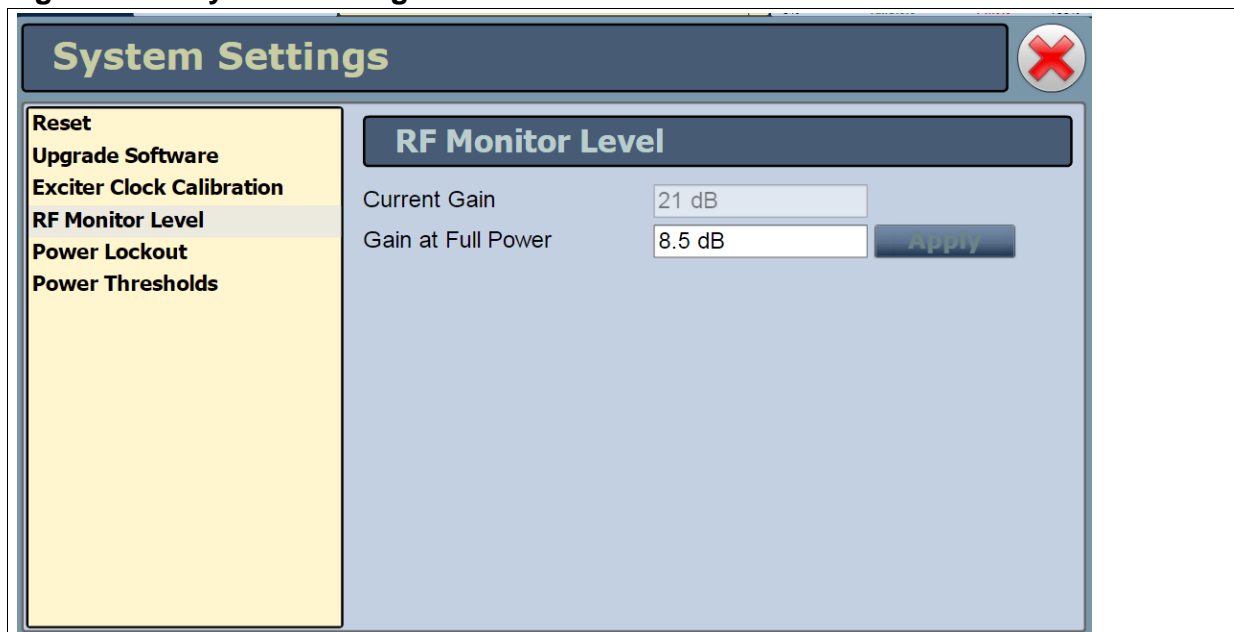 System Settings
Reset
Upgrade Software
Exciter Clock Calibration
RF Monitor Level
Power Lockout
Power Thresholds
RF Monitor Level
Current Gain 21 dB
Gain at Full Power 8.5 dB Apply